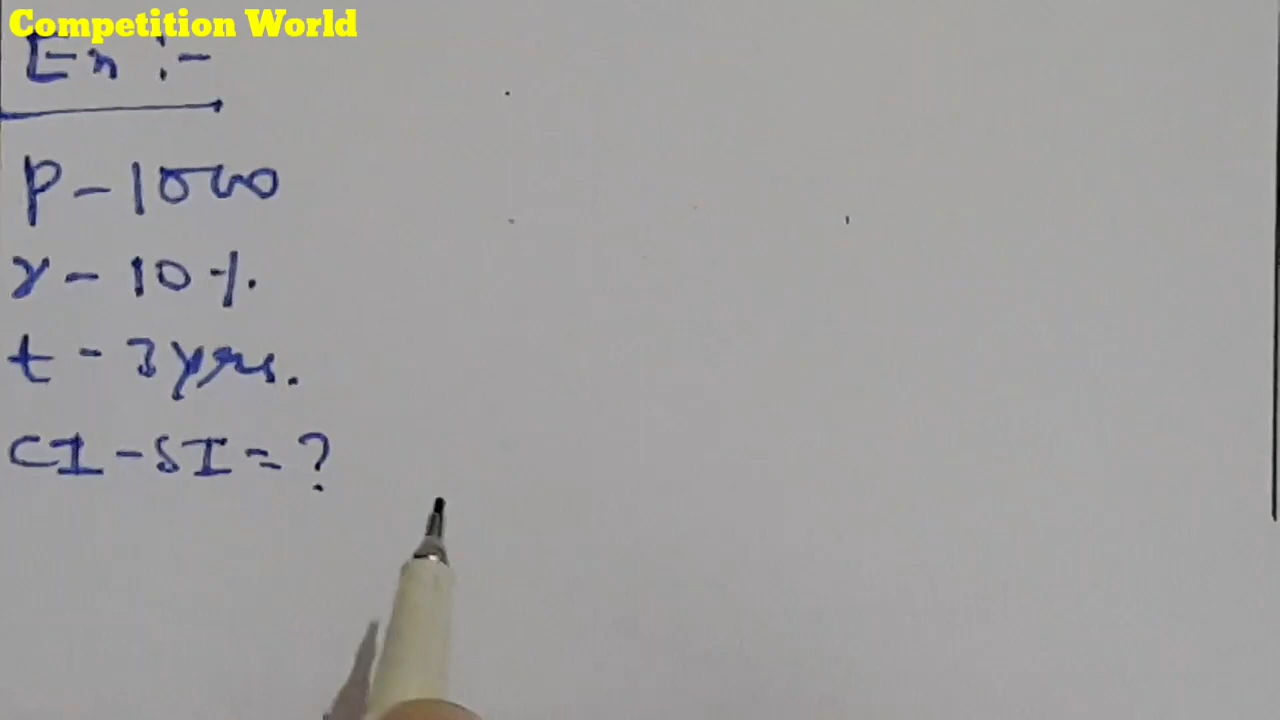 Competition World
Ex :-
P - 1000
r - 10 %.
t - 3 yrs.
CI - SI = ?